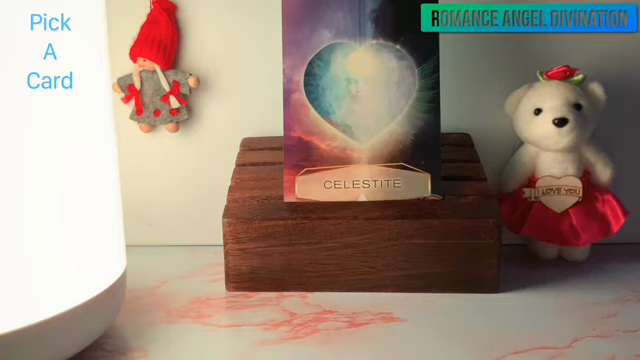 Pick
A
Card
ROMANCE ANGEL DIVINATION
CELESTITE
I LOVE YOU